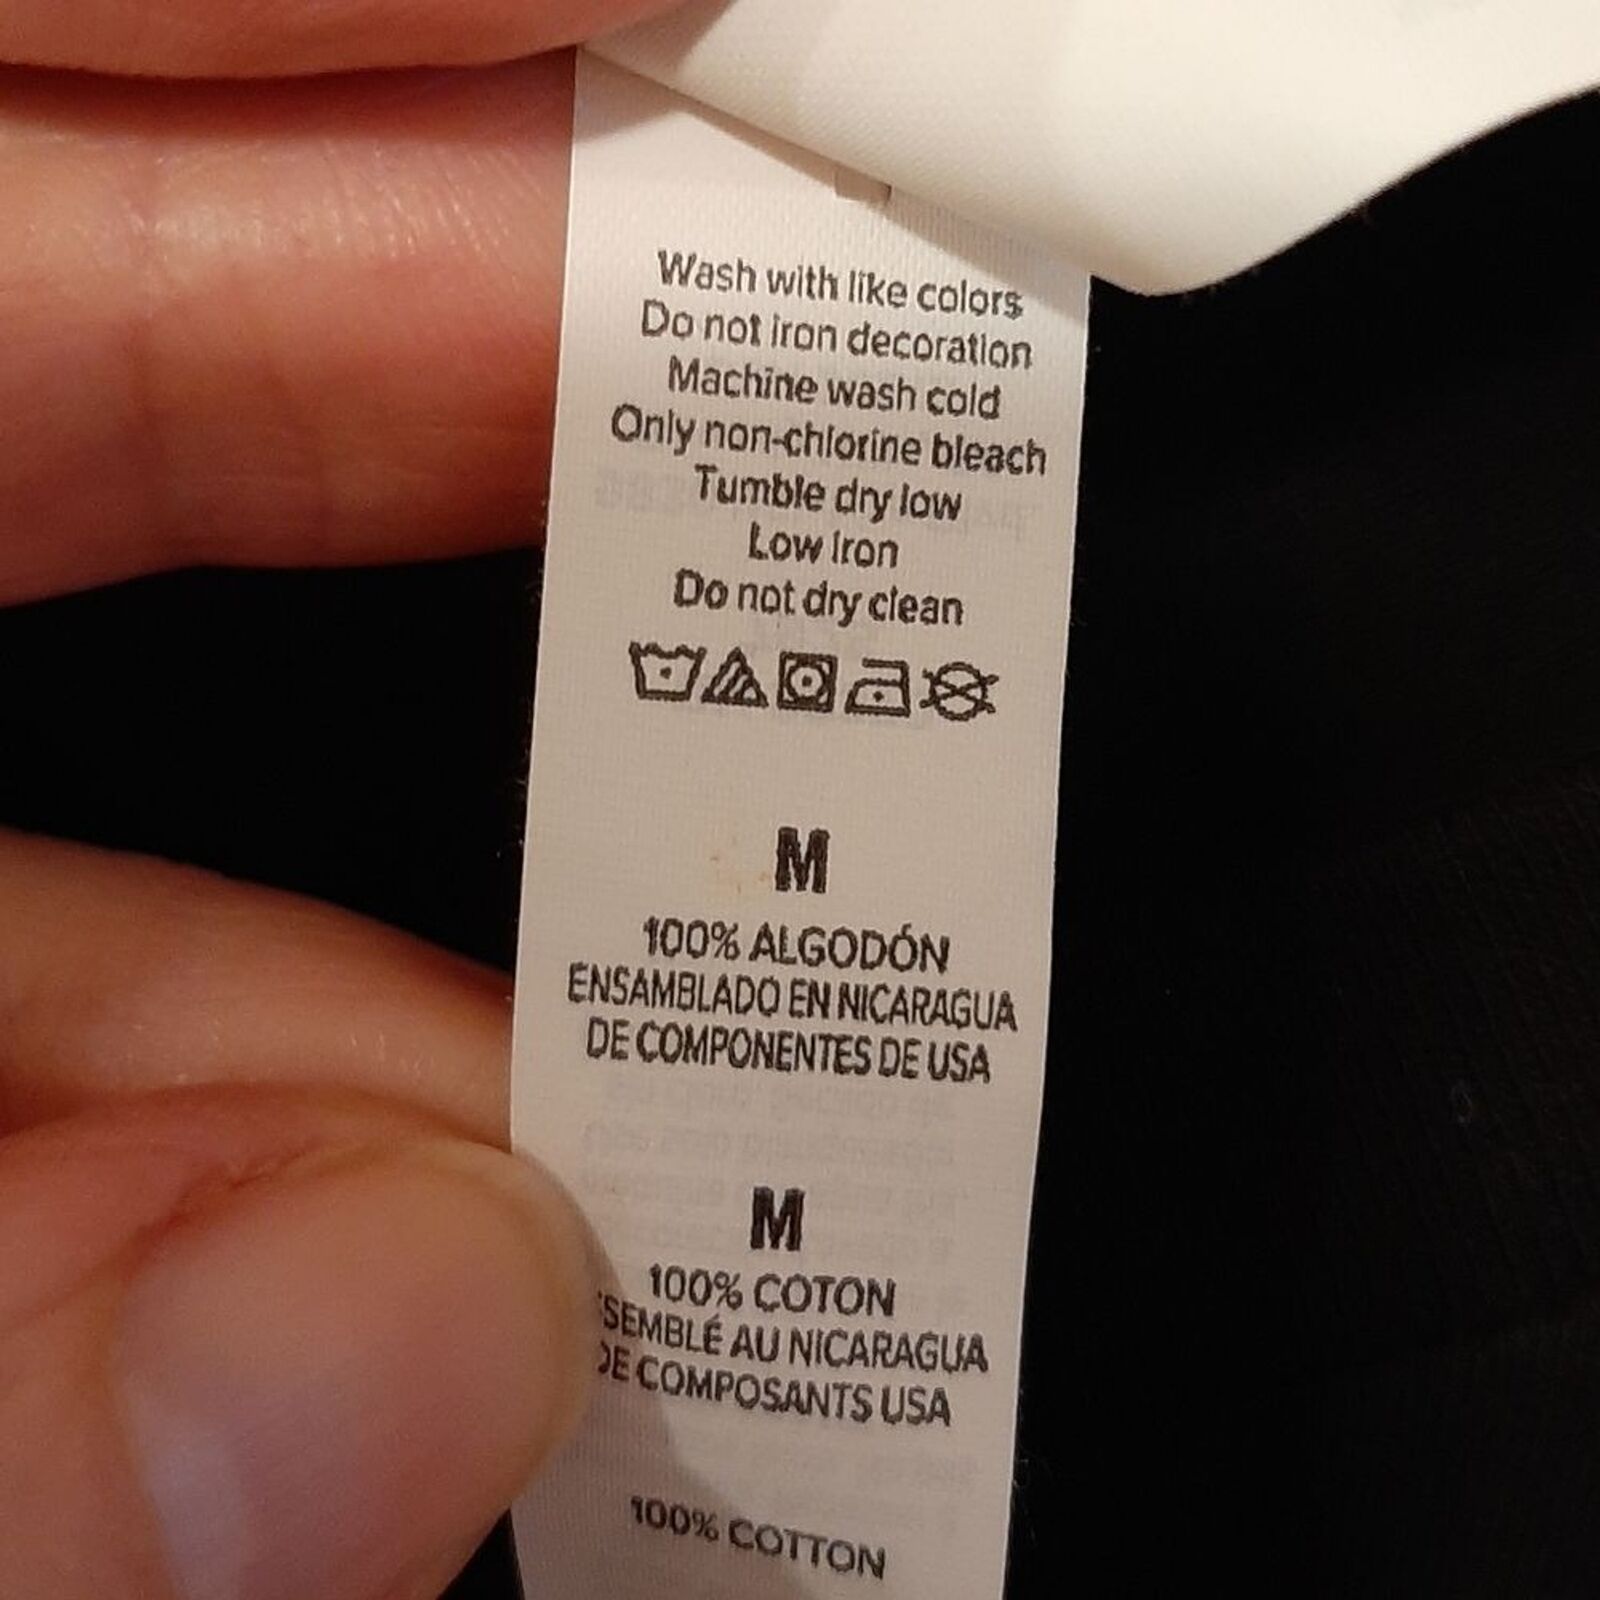 Wash with like colors
Do not iron decoration
Machine wash cold
Only non-chlorine bleach
Tumble dry low
Low iron
Do not dry clean
M
100% ALGODÓN
ENSAMBLADO EN NICARAGUA
DE COMPONENTES DE USA
M
100% COTON
SEMBLÉ AU NICARAGUA
DE COMPOSANTS USA
100% COTTON